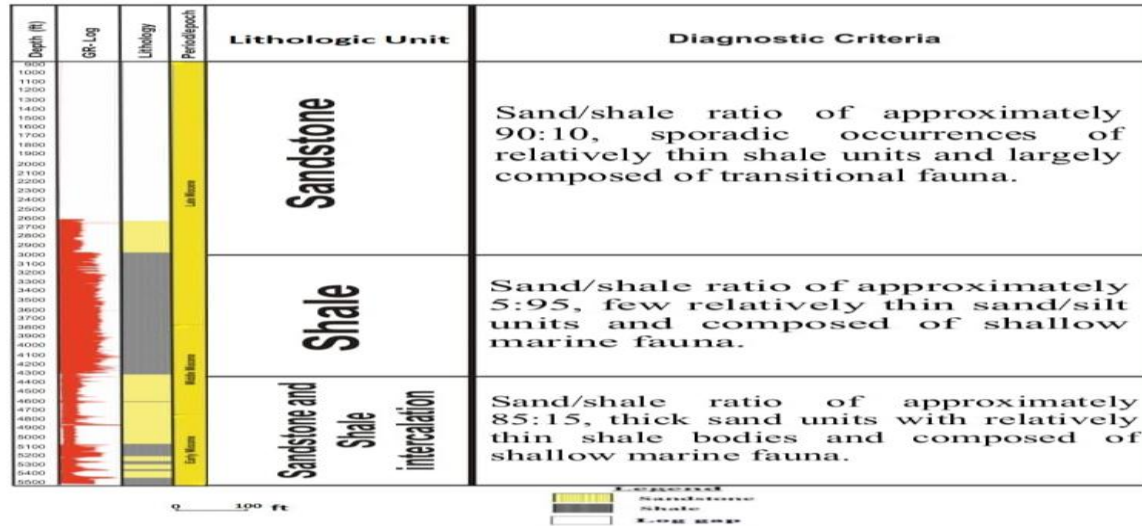 Depth (ft)
GR-Log
Lithology
Period/epoch
Lithologic Unit
Diagnostic Criteria
900
1000
1100
1200
1300
1400
1500
1600
1700
1800
1900
2000
2100
2200
2300
2400
2500
2600
2700
2800
2900
3000
3100
3200
3300
3400
3500
3600
3700
3800
3900
4000
4100
4200
4300
4400
4500
4600
4700
4800
4900
5000
5100
5200
5300
5400
5500
Late Miocene
Middle Miocene
Early Miocene
Sandstone
Sand/shale ratio of approximately
90:10, sporadic occurrences of
relatively thin shale units and largely
composed of transitional fauna.
Shale
Sand/shale ratio of approximately
5:95, few relatively thin sand/silt
units and composed of shallow
marine fauna.
Sandstone and
Shale
intercalation
Sand/shale ratio of approximately
85:15, thick sand units with relatively
thin shale bodies and composed of
shallow marine fauna.
0 100 ft
Legend
Sandstone
Shale
Log gap